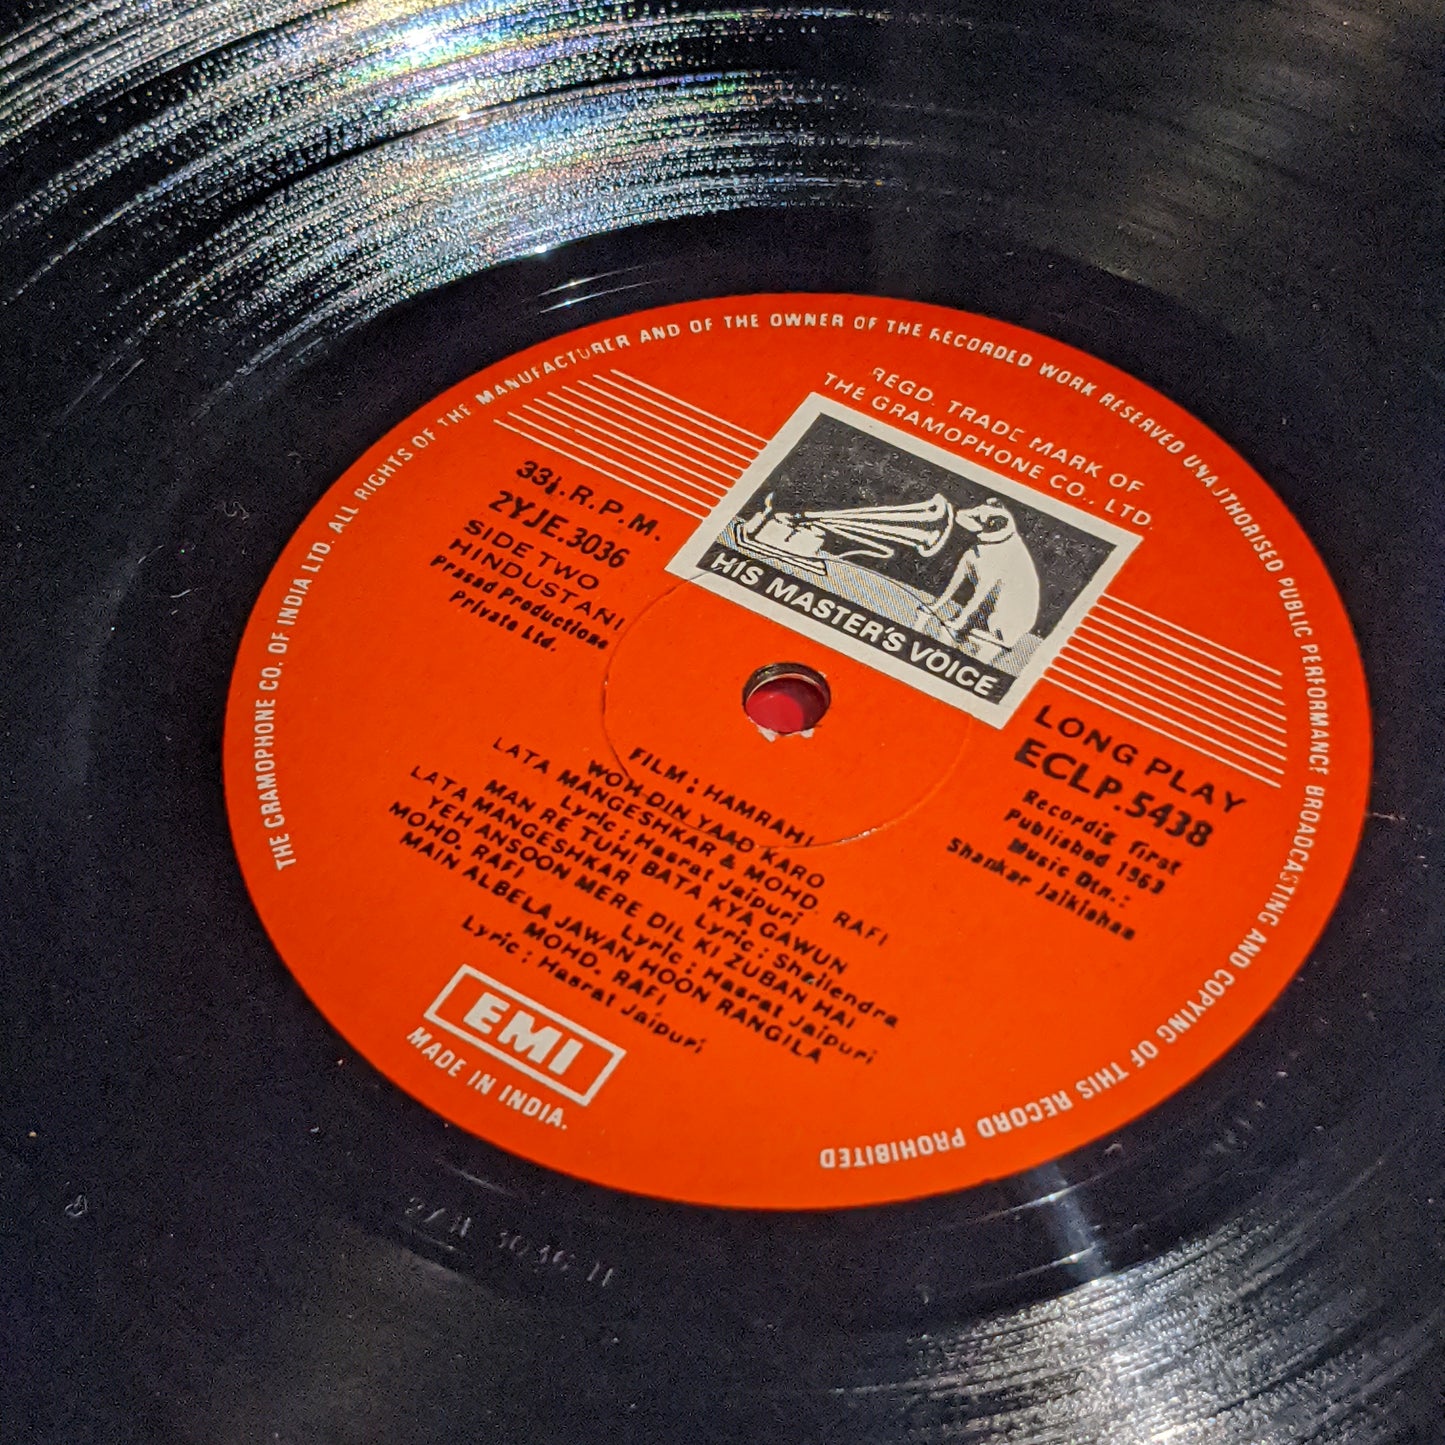 THE GRAMOPHONE CO. OF INDIA LTD. ALL RIGHTS OF THE MANUFACTURER AND OF THE OWNER OF THE RECORDED WORK RESERVED UNAUTHORISED PUBLIC PERFORMANCE BROADCASTING AND COPYING OF THIS RECORD PROHIBITED
REGD. TRADE MARK OF
THE GRAMOPHONE CO., LTD.
HIS MASTER'S VOICE
33⅓.R.P.M.
2YJE.3036
SIDE TWO
HINDUSTANI
Prasad Productions
Private Ltd.
LONG PLAY
ECLP.5438
Recordig first
Published 1963
Music Dtn.:
Shankar Jaikishan
FILM : HAMRAHI
WOH DIN YAAD KARO
LATA MANGESHKAR & MOHD. RAFI
Lyric : Hasrat Jaipuri
MAN RE TUHI BATA KYA GAWUN
LATA MANGESHKAR Lyric : Shailendra
YEH ANSOON MERE DIL KI ZUBAN HAI
MOHD. RAFI Lyric : Hasrat Jaipuri
MAIN ALBELA JAWAN HOON RANGILA
MOHD. RAFI
Lyric : Hasrat Jaipuri
EMI
MADE IN INDIA.